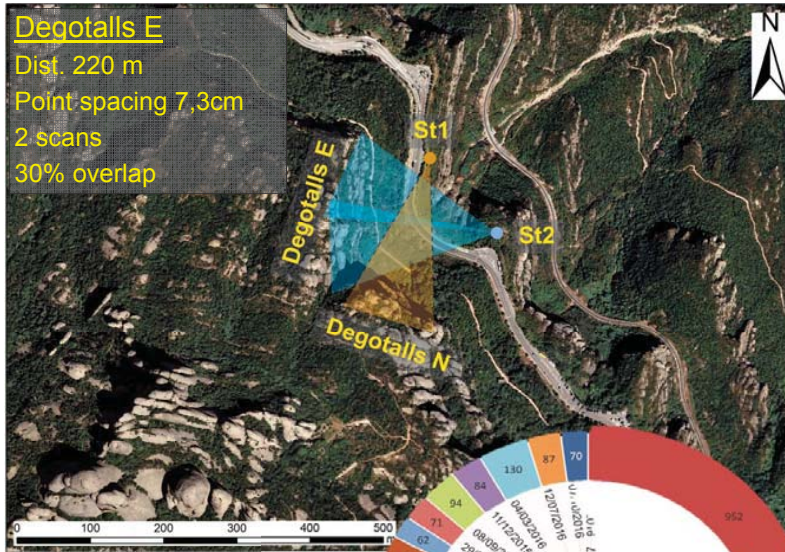 Degotalls E
Dist. 220 m
Point spacing 7,3cm
2 scans
30% overlap
N
St1
Degotalls E
St2
Degotalls N
0 100 200 300 400 500 m
62
71
94
84
130
87
70
952
11/12/2016
04/03/2016
12/07/2016